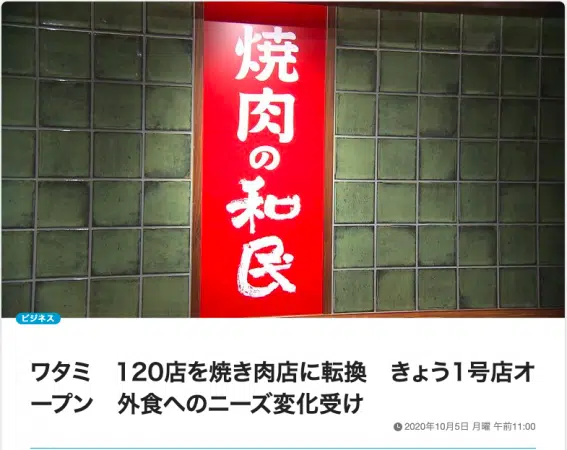 焼肉の和民
ビジネス
ワタミ　120店を焼き肉店に転換　きょう1号店オ
ープン　外食へのニーズ変化受け
2020年10月5日 月曜 午前11:00